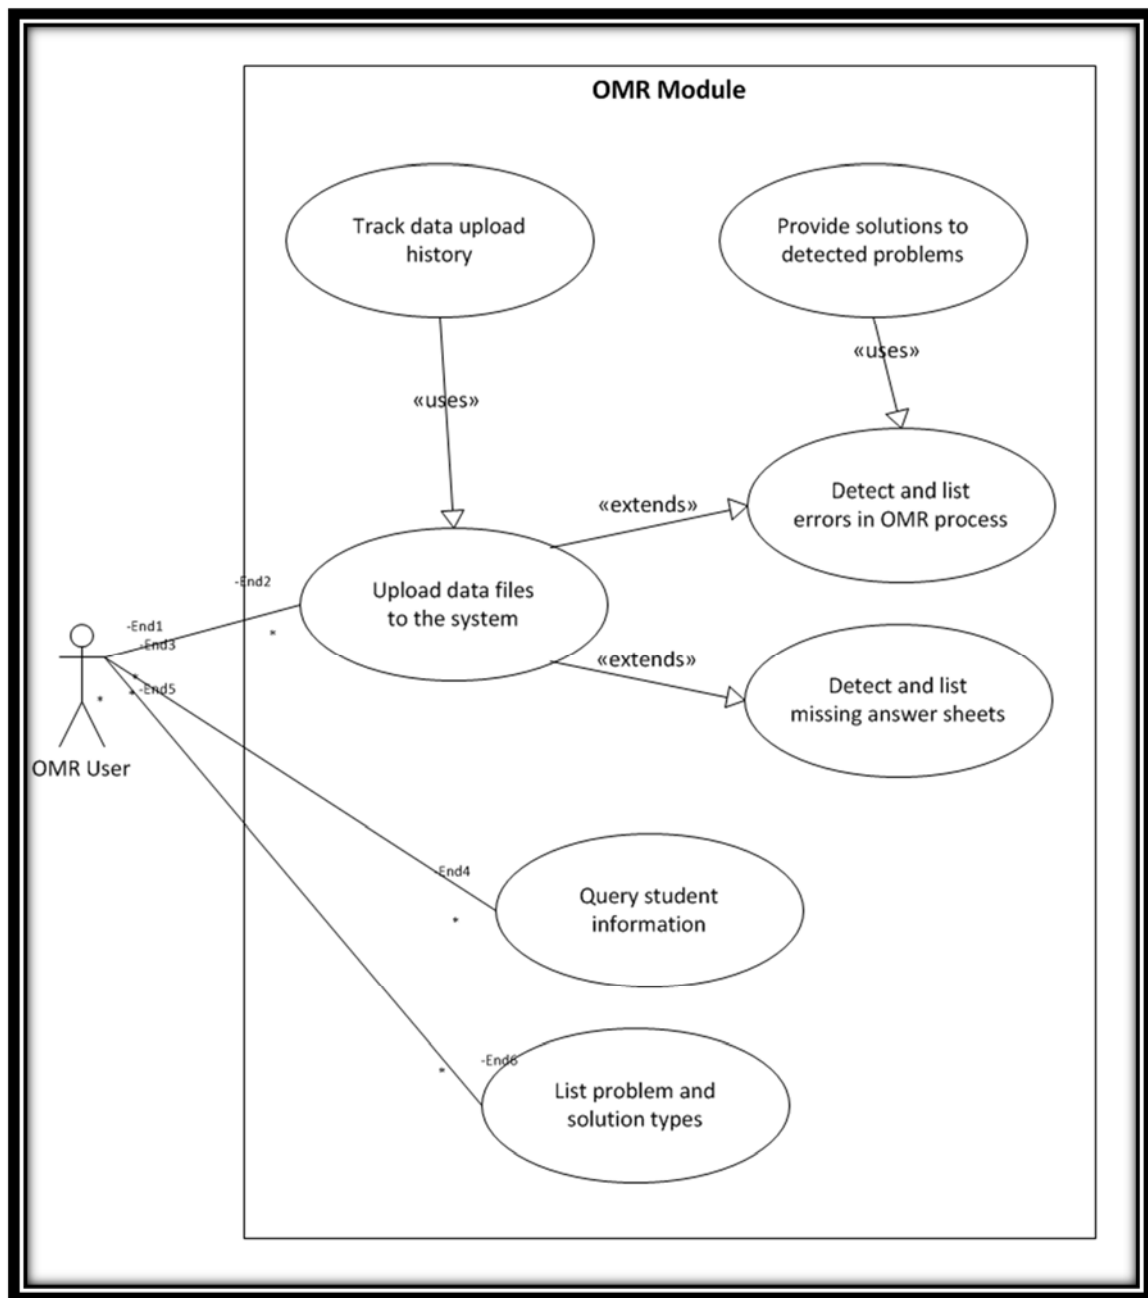 OMR Module
Track data upload
history
Provide solutions to
detected problems
«uses»
«uses»
Detect and list
errors in OMR process
«extends»
Upload data files
to the system
-End2
*
-End1
-End3
*
*
-End5
*
OMR User
«extends»
Detect and list
missing answer sheets
-End4
*
Query student
information
-End6
*
List problem and
solution types